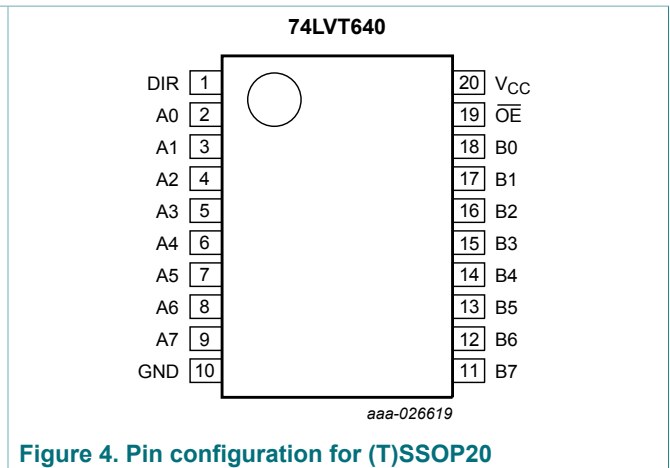 74LVT640
DIR 1 20 VCC
A0 2 19 OE
A1 3 18 B0
A2 4 17 B1
A3 5 16 B2
A4 6 15 B3
A5 7 14 B4
A6 8 13 B5
A7 9 12 B6
GND 10 11 B7
aaa-026619
Figure 4. Pin configuration for (T)SSOP20